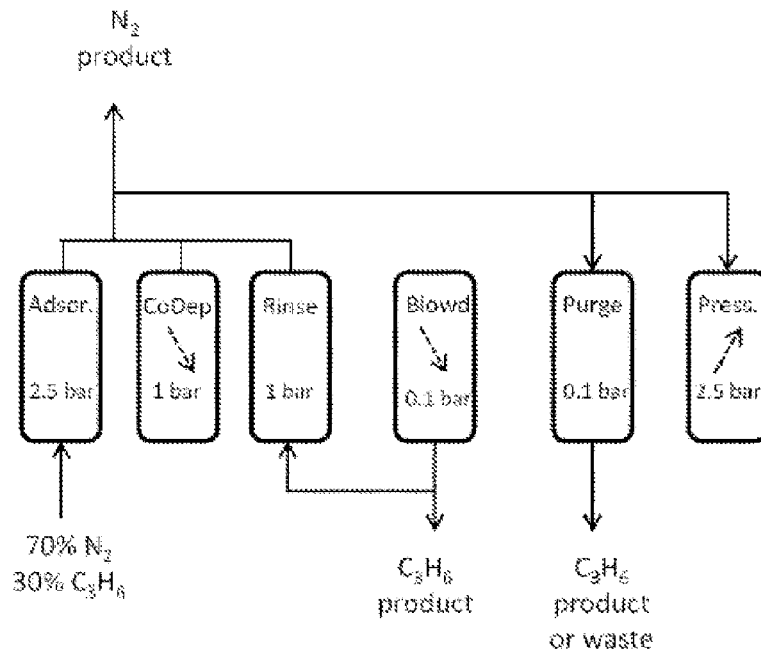 N₂
product
Adsor.
CoDep
Rinse
Blowd
Purge
Press.
2.5 bar
1 bar
1 bar
0.1 bar
0.1 bar
2.5 bar
70% N₂
30% C₃H₆
C₃H₆
product
C₃H₆
product
or waste